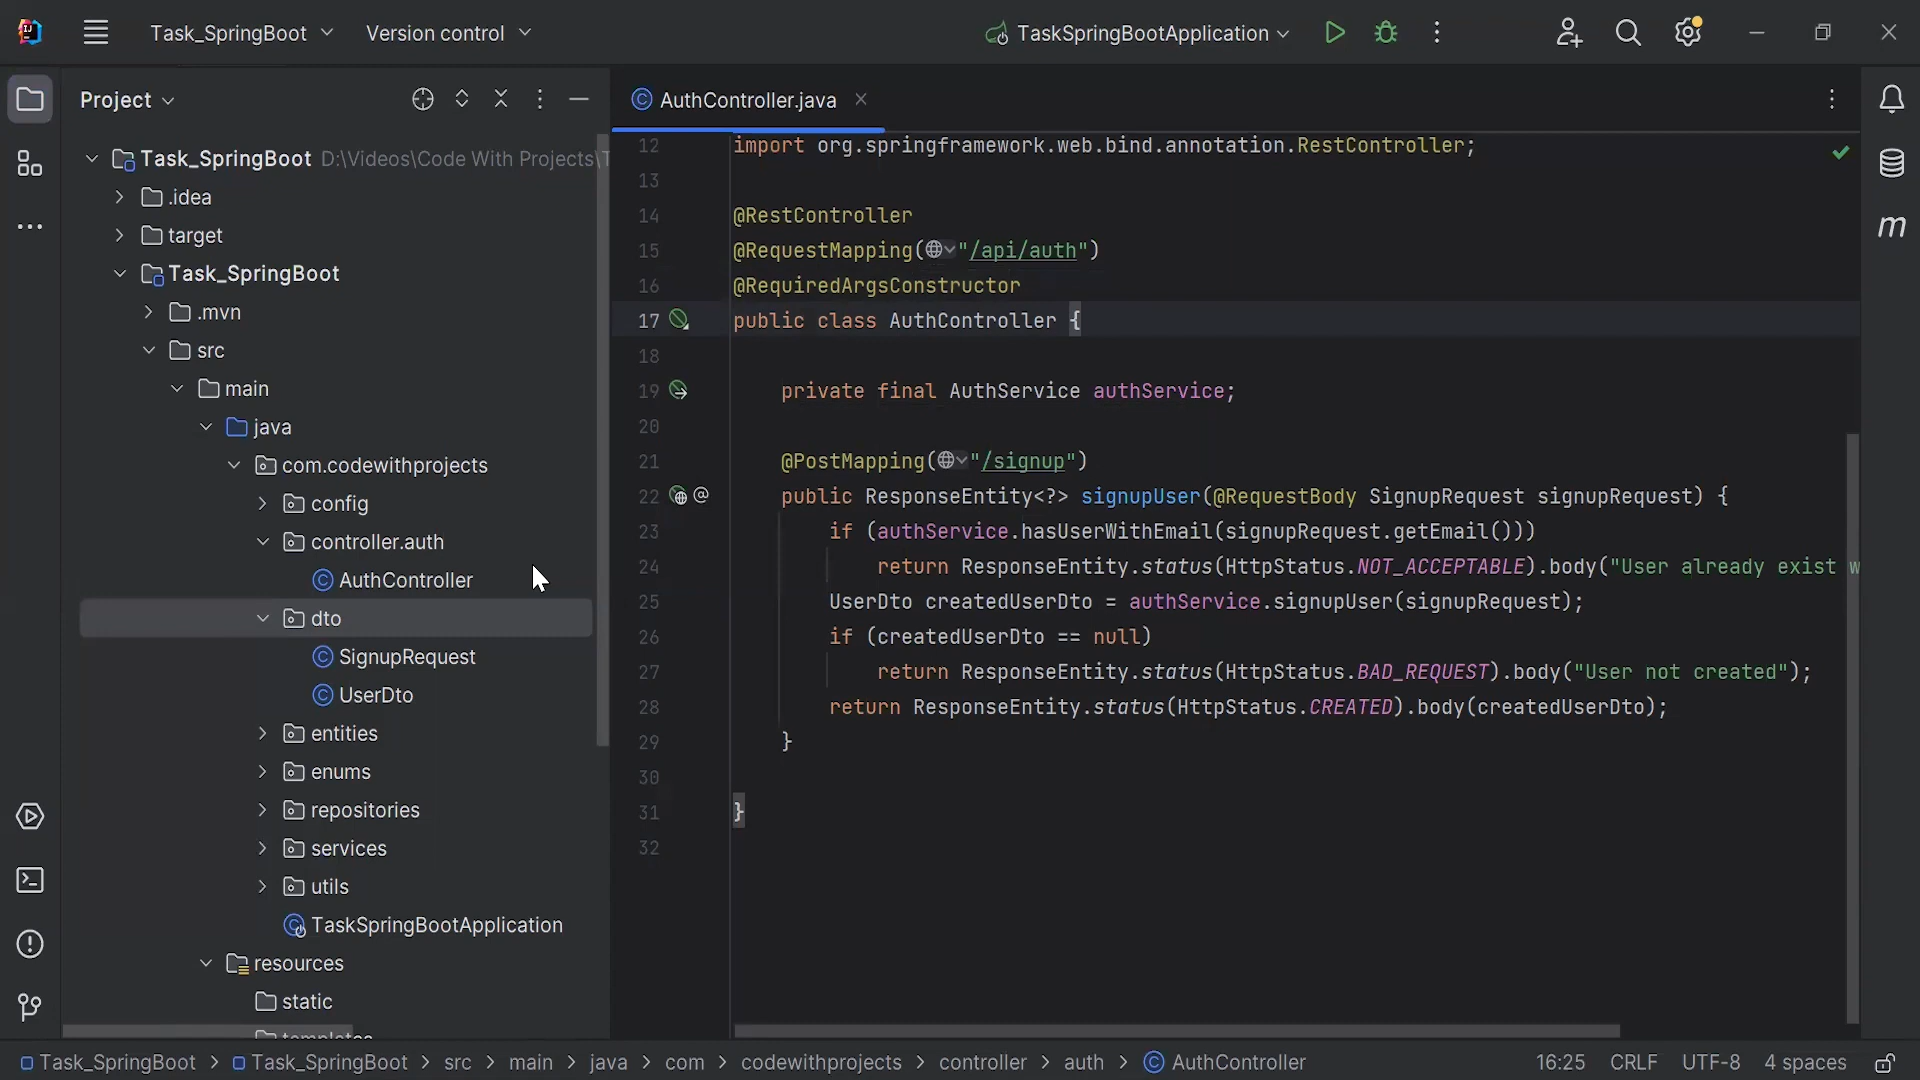 Task_SpringBoot
Version control
TaskSpringBootApplication
Project
AuthController.java
Task_SpringBoot D:\Videos\Code With Projects\T
.idea
target
Task_SpringBoot
.mvn
src
main
java
com.codewithprojects
config
controller.auth
AuthController
dto
SignupRequest
UserDto
entities
enums
repositories
services
utils
TaskSpringBootApplication
resources
static
templates
12 import org.springframework.web.bind.annotation.RestController;
13
14 @RestController
15 @RequestMapping("/api/auth")
16 @RequiredArgsConstructor
17 public class AuthController {
18
19 private final AuthService authService;
20
21 @PostMapping("/signup")
22 @ public ResponseEntity<?> signupUser(@RequestBody SignupRequest signupRequest) {
23 if (authService.hasUserWithEmail(signupRequest.getEmail()))
24 return ResponseEntity.status(HttpStatus.NOT_ACCEPTABLE).body("User already exist w
25 UserDto createdUserDto = authService.signupUser(signupRequest);
26 if (createdUserDto == null)
27 return ResponseEntity.status(HttpStatus.BAD_REQUEST).body("User not created");
28 return ResponseEntity.status(HttpStatus.CREATED).body(createdUserDto);
29 }
30
31 }
32
m
Task_SpringBoot > Task_SpringBoot > src > main > java > com > codewithprojects > controller > auth > AuthController
16:25 CRLF UTF-8 4 spaces